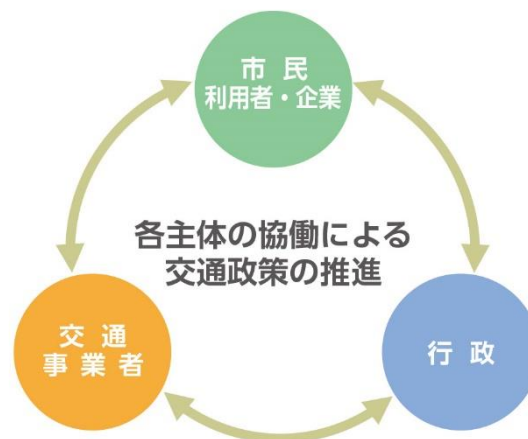 市民
利用者・企業
各主体の協働による
交通政策の推進
交通
事業者
行政